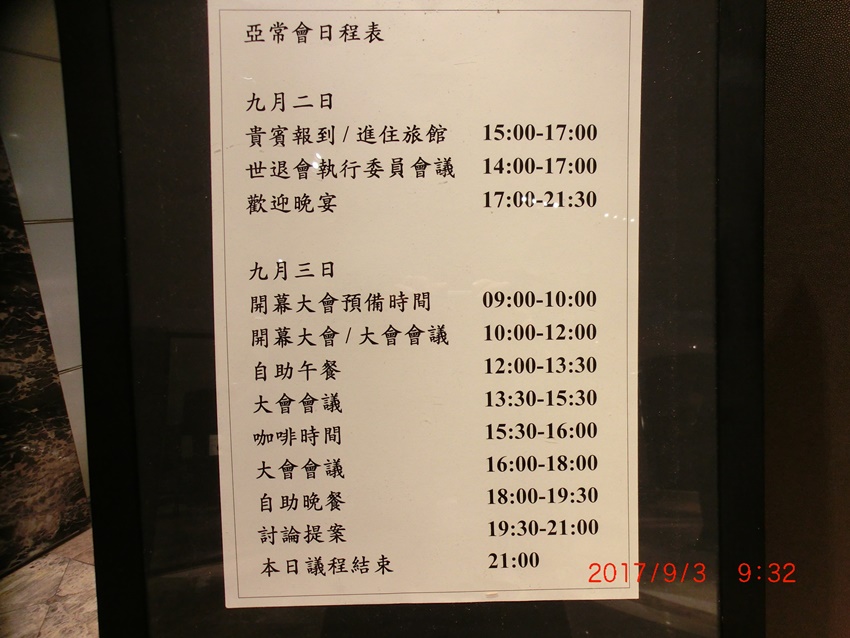 亞常會日程表
九月二日
貴賓報到/進住旅館 15:00-17:00
世退會執行委員會議 14:00-17:00
歡迎晚宴 17:00-21:30
九月三日
開幕大會預備時間 09:00-10:00
開幕大會/大會會議 10:00-12:00
自助午餐 12:00-13:30
大會會議 13:30-15:30
咖啡時間 15:30-16:00
大會會議 16:00-18:00
自助晚餐 18:00-19:30
討論提案 19:30-21:00
本日議程結束 21:00
2017/9/3 9:32